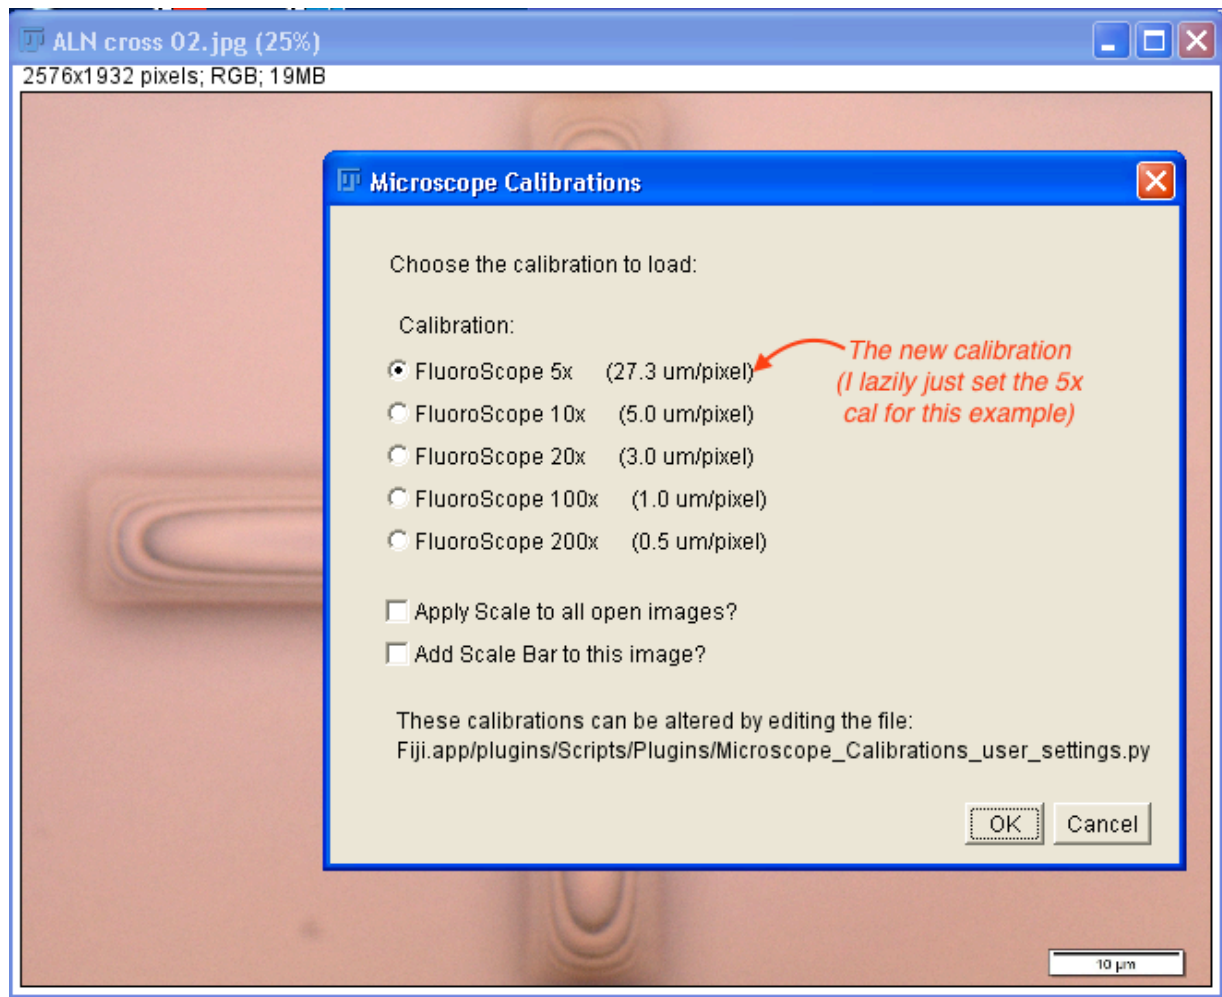 ALN cross 02.jpg (25%)
2576x1932 pixels; RGB; 19MB
Microscope Calibrations
Choose the calibration to load:
Calibration:
FluoroScope 5x (27.3 um/pixel)
FluoroScope 10x (5.0 um/pixel)
FluoroScope 20x (3.0 um/pixel)
FluoroScope 100x (1.0 um/pixel)
FluoroScope 200x (0.5 um/pixel)
The new calibration
(I lazily just set the 5x
cal for this example)
Apply Scale to all open images?
Add Scale Bar to this image?
These calibrations can be altered by editing the file:
Fiji.app/plugins/Scripts/Plugins/Microscope_Calibrations_user_settings.py
OK Cancel
10 µm